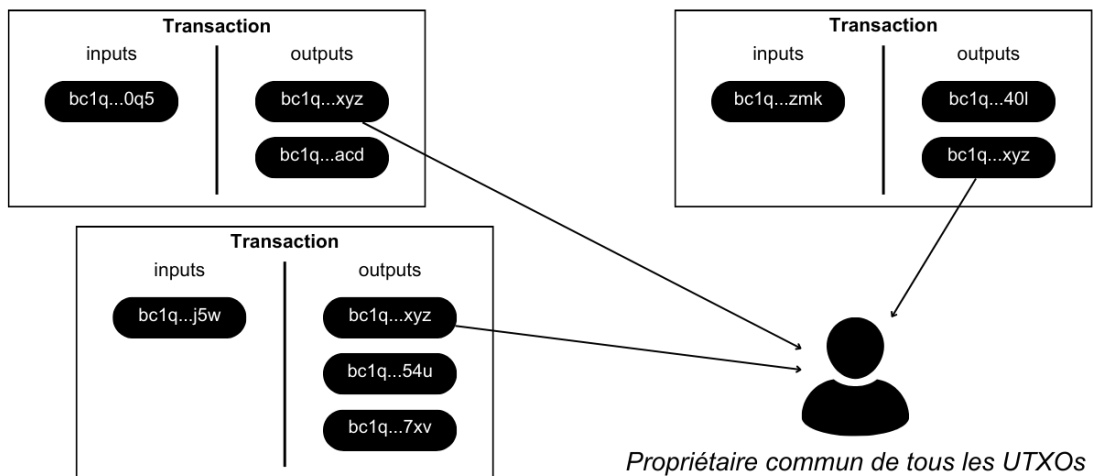 Transaction
inputs
outputs
bc1q...0q5
bc1q...xyz
bc1q...acd
Transaction
inputs
outputs
bc1q...zmk
bc1q...40l
bc1q...xyz
Transaction
inputs
outputs
bc1q...j5w
bc1q...xyz
bc1q...54u
bc1q...7xv
Propriétaire commun de tous les UTXOs